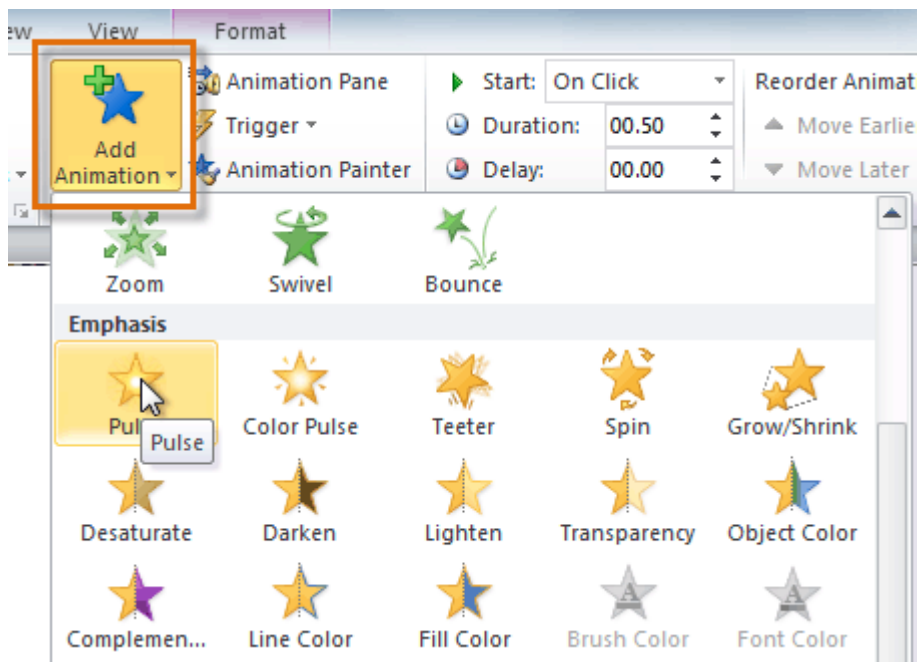 ew View Format
Add
Animation
Animation Pane
Trigger
Animation Painter
Start: On Click
Duration: 00.50
Delay: 00.00
Reorder Animat
Move Earlie
Move Later
Zoom Swivel Bounce
Emphasis
Pul Color Pulse Teeter Spin Grow/Shrink
Pulse
Desaturate Darken Lighten Transparency Object Color
Complemen... Line Color Fill Color Brush Color Font Color